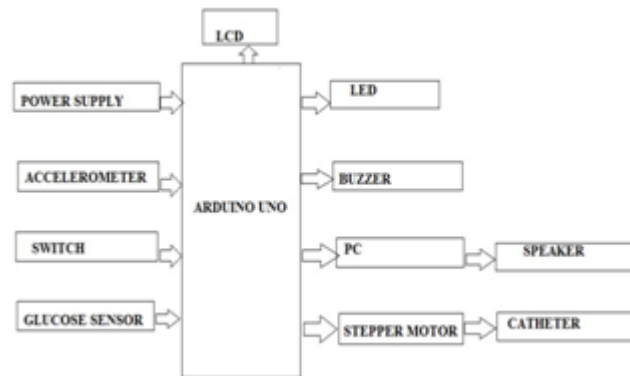 LCD
POWER SUPPLY
LED
ACCELEROMETER
BUZZER
ARDUINO UNO
SWITCH
PC
SPEAKER
GLUCOSE SENSOR
STEPPER MOTOR
CATHETER